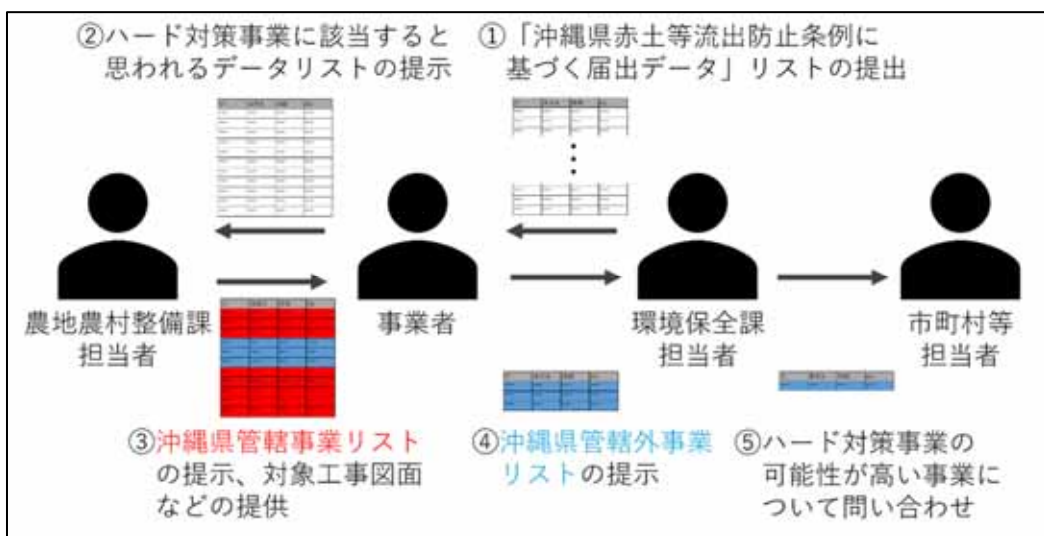 ②ハード対策事業に該当すると
思われるデータリストの提示
①「沖縄県赤土等流出防止条例に
基づく届出データ」リストの提出
農地農村整備課
担当者
事業者
環境保全課
担当者
市町村等
担当者
③沖縄県管轄事業リスト
の提示、対象工事図面
などの提供
④沖縄県管轄外事業
リストの提示
⑤ハード対策事業の
可能性が高い事業に
ついて問い合わせ